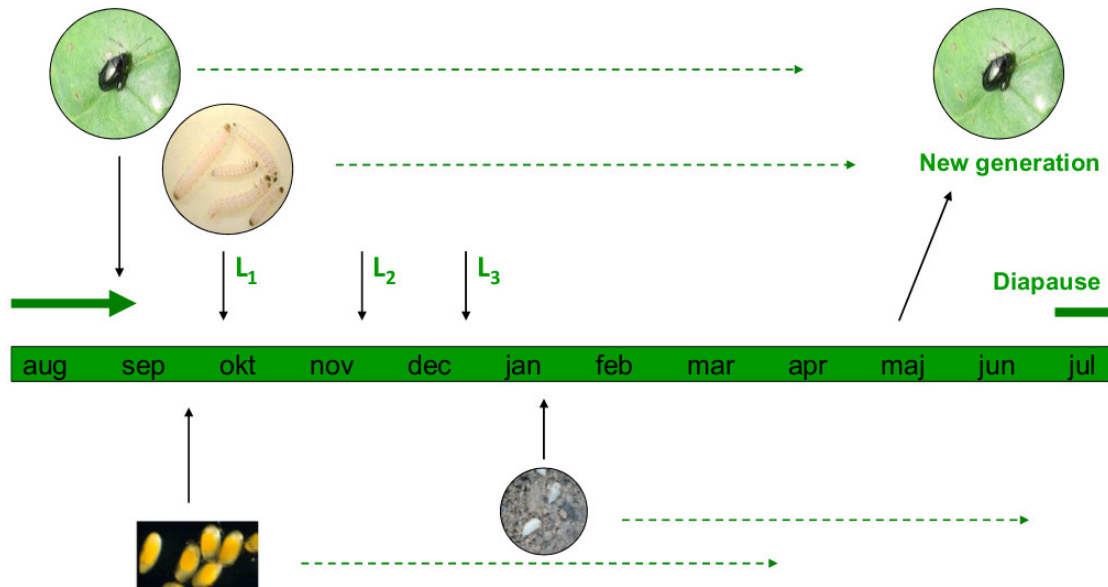 New generation
L1
L2
L3
Diapause
aug sep okt nov dec jan feb mar apr maj jun jul